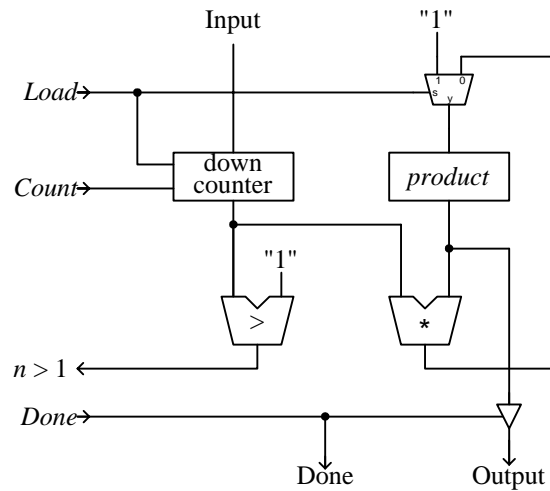 Input
"1"
1 0
s
y
Load
down
counter
product
Count
"1"
>
*
n > 1
Done
Done
Output